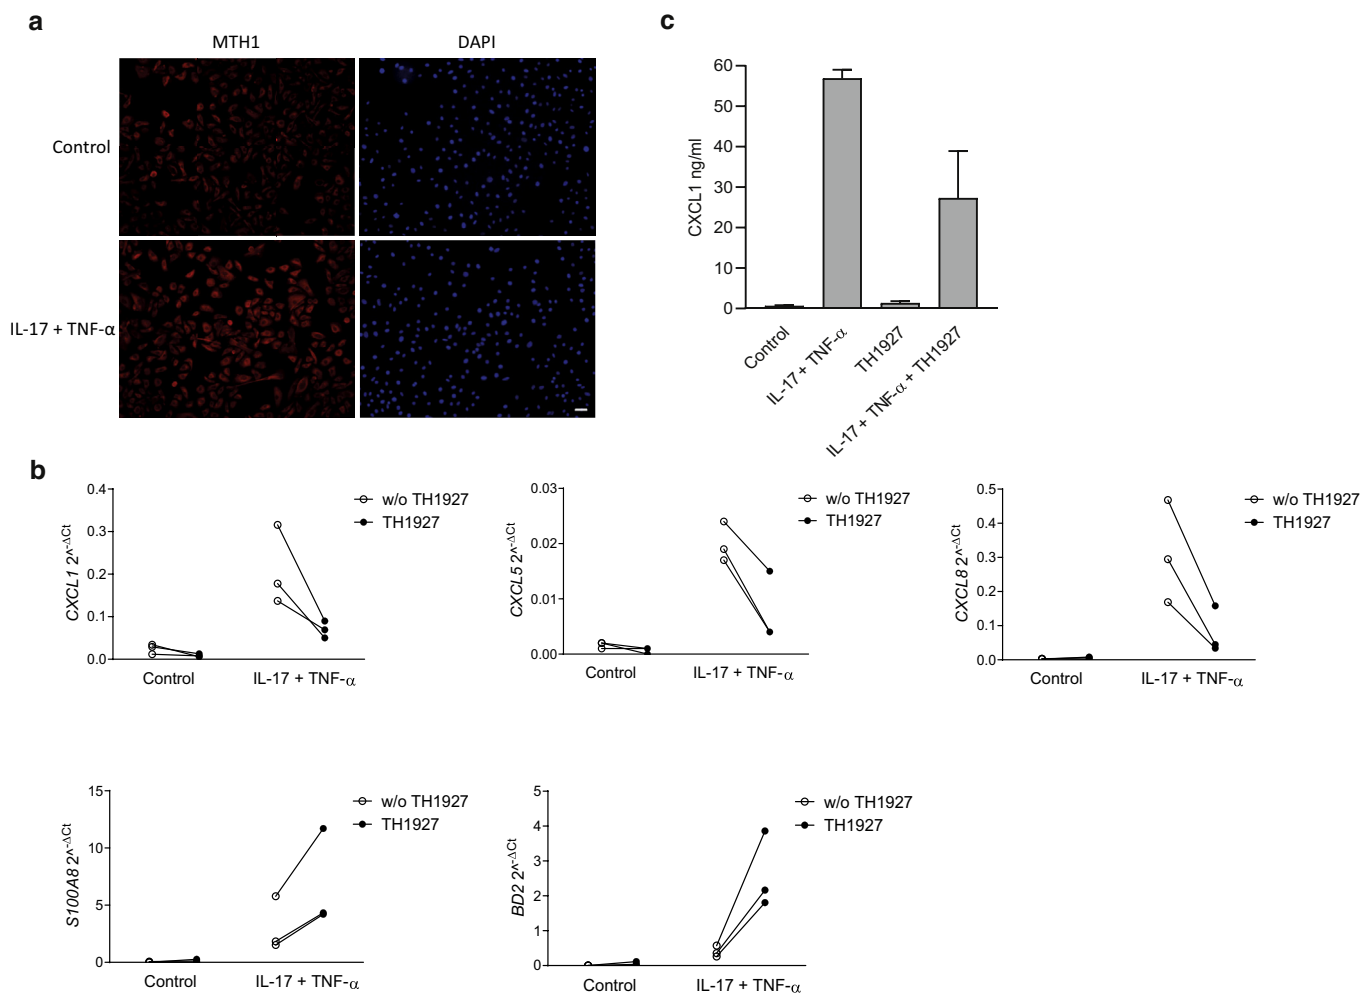 a
MTH1
DAPI
Control
IL-17 + TNF-α
c
60
50
40
30
20
10
0
CXCL1 ng/ml
Control
IL-17 + TNF-α
TH1927
IL-17 + TNF-α + TH1927
b
0.4
0.3
0.2
0.1
0.0
CXCL1 2^-ΔCt
w/o TH1927
TH1927
Control
IL-17 + TNF-α
0.03
0.02
0.01
0.00
CXCL5 2^-ΔCt
w/o TH1927
TH1927
Control
IL-17 + TNF-α
0.5
0.4
0.3
0.2
0.1
0.0
CXCL8 2^-ΔCt
w/o TH1927
TH1927
Control
IL-17 + TNF-α
15
10
5
0
S100A8 2^-ΔCt
w/o TH1927
TH1927
Control
IL-17 + TNF-α
5
4
3
2
1
0
BD2 2^-ΔCt
w/o TH1927
TH1927
Control
IL-17 + TNF-α